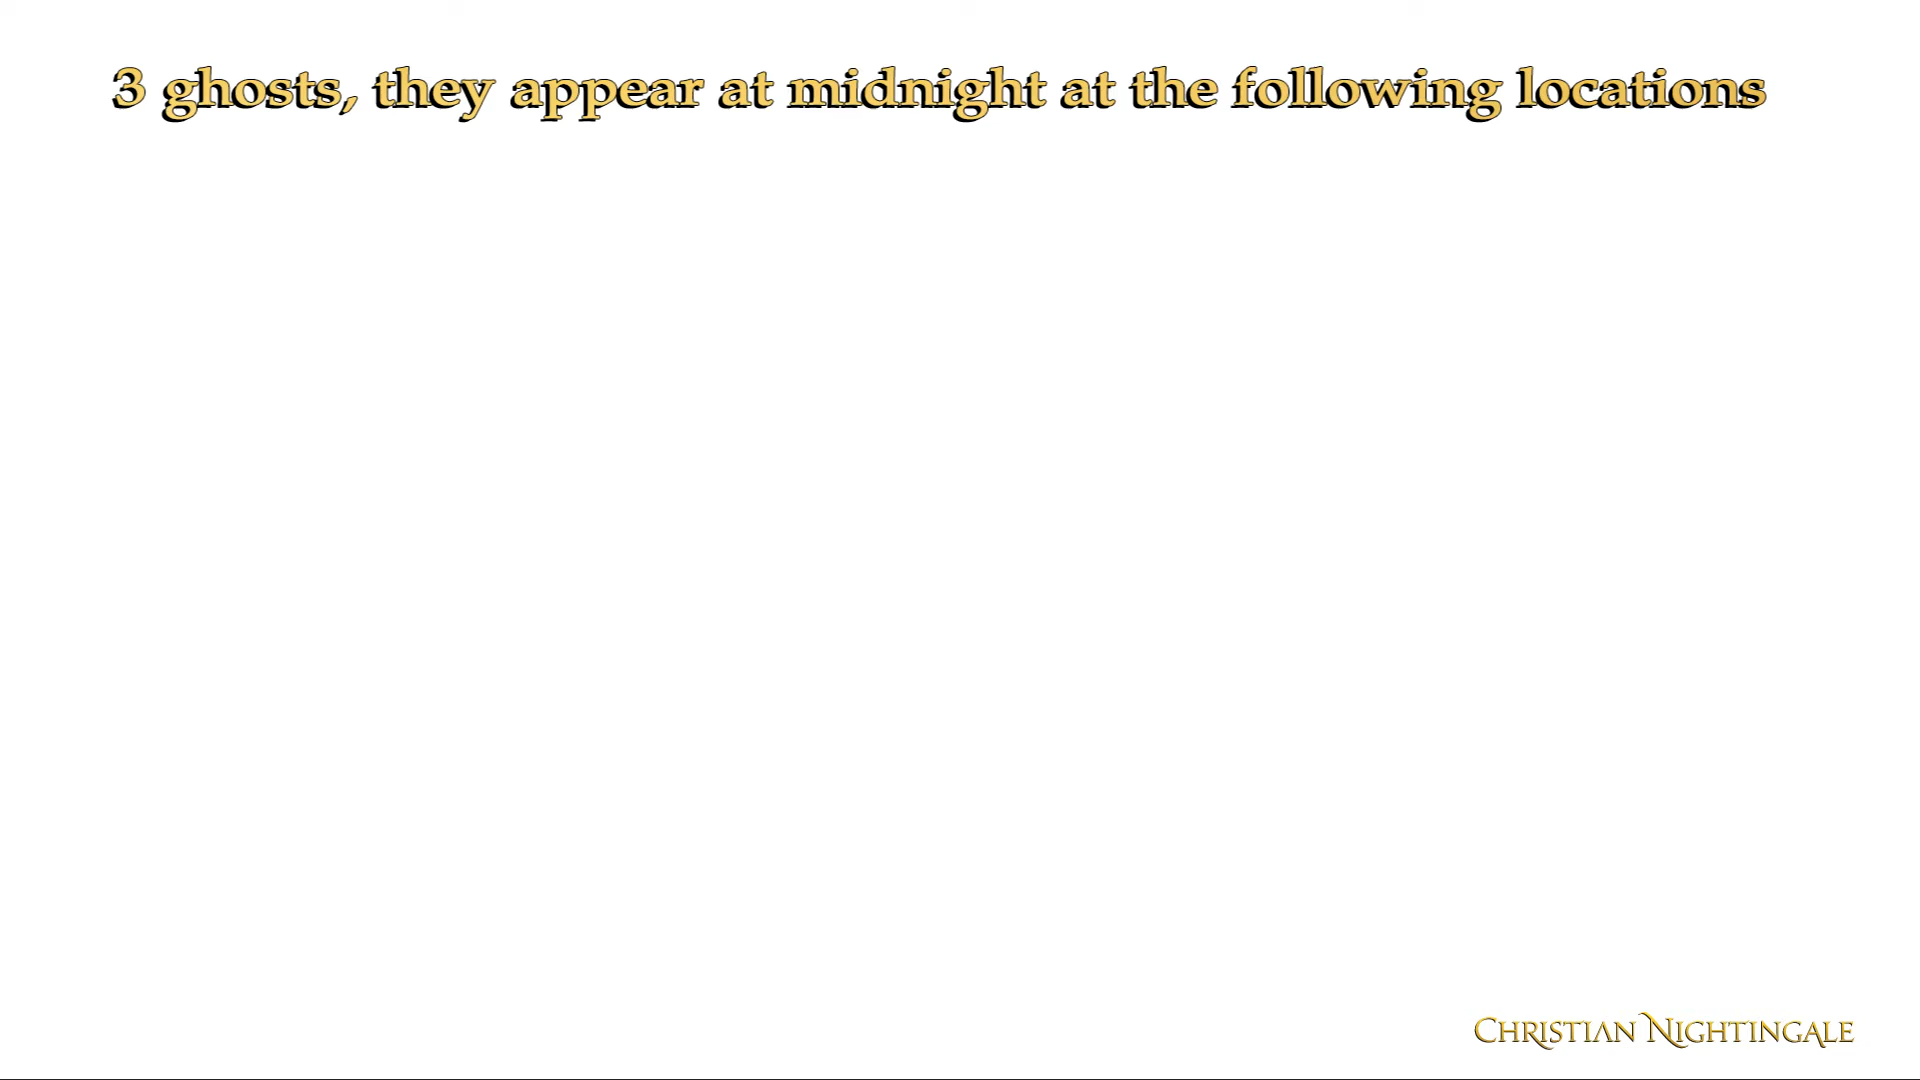 3 ghosts, they appear at midnight at the following locations
CHRISTIAN NIGHTINGALE